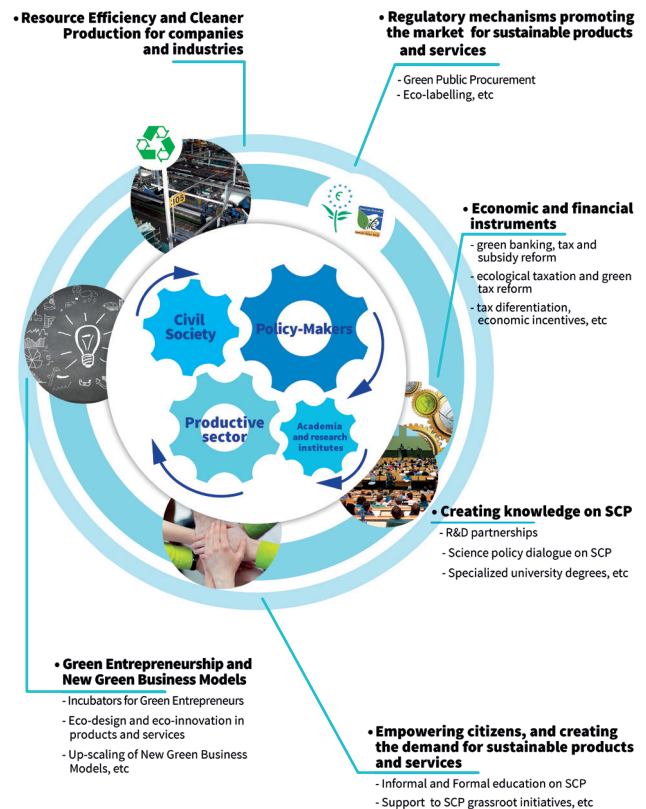 • Resource Efficiency and Cleaner
Production for companies
and industries
• Regulatory mechanisms promoting
the market for sustainable products
and services
- Green Public Procurement
- Eco-labelling, etc
105
€
• Economic and financial
instruments
- green banking, tax and
subsidy reform
- ecological taxation and green
tax reform
- tax diferentiation,
economic incentives, etc
Civil
Society
Policy-Makers
Productive
sector
Academia
and research
institutes
• Creating knowledge on SCP
- R&D partnerships
- Science policy dialogue on SCP
- Specialized university degrees, etc
• Green Entrepreneurship and
New Green Business Models
- Incubators for Green Entrepreneurs
- Eco-design and eco-innovation in
products and services
- Up-scaling of New Green Business
Models, etc
• Empowering citizens, and creating
the demand for sustainable products
and services
- Informal and Formal education on SCP
- Support to SCP grassroot initiatives, etc